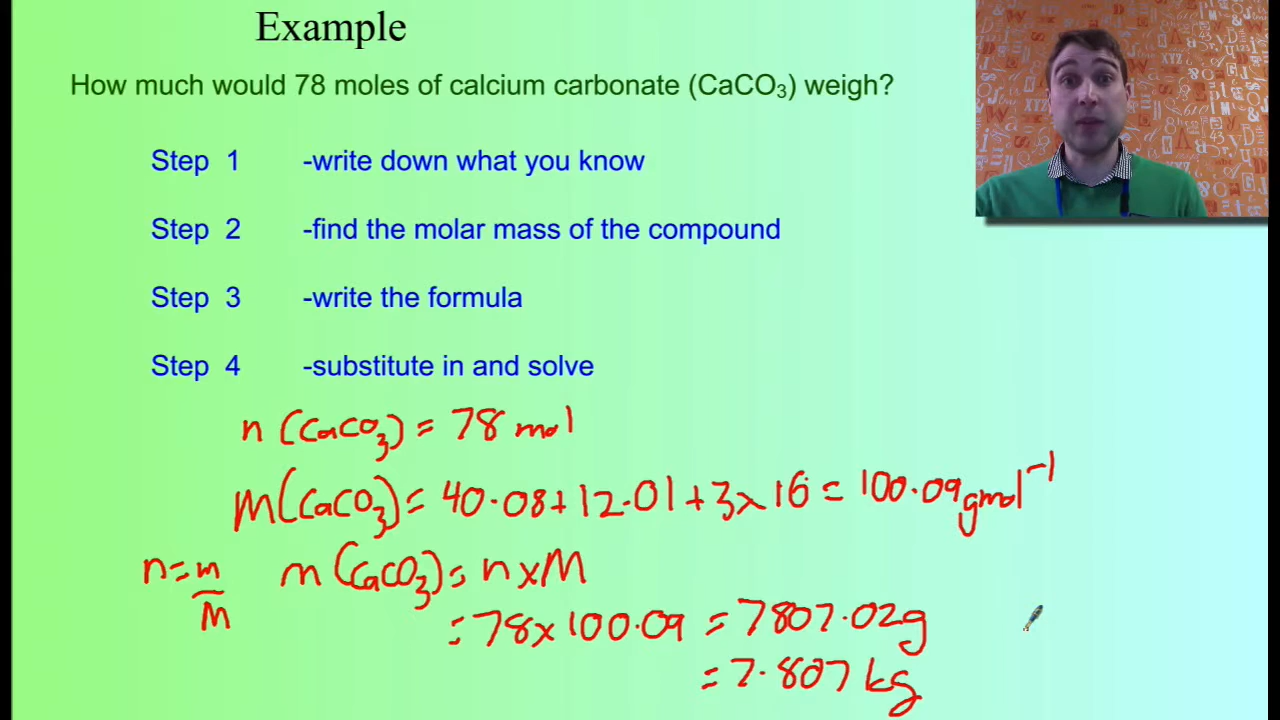 Example
How much would 78 moles of calcium carbonate (CaCO₃) weigh?
Step 1 -write down what you know
Step 2 -find the molar mass of the compound
Step 3 -write the formula
Step 4 -substitute in and solve
n (CaCO₃) = 78 mol
M(CaCO₃) = 40.08 + 12.01 + 3 x 16 = 100.09 gmol⁻¹
n = m/M m (CaCO₃) = n x M
= 78 x 100.09 = 7807.02g
= 7.807 kg